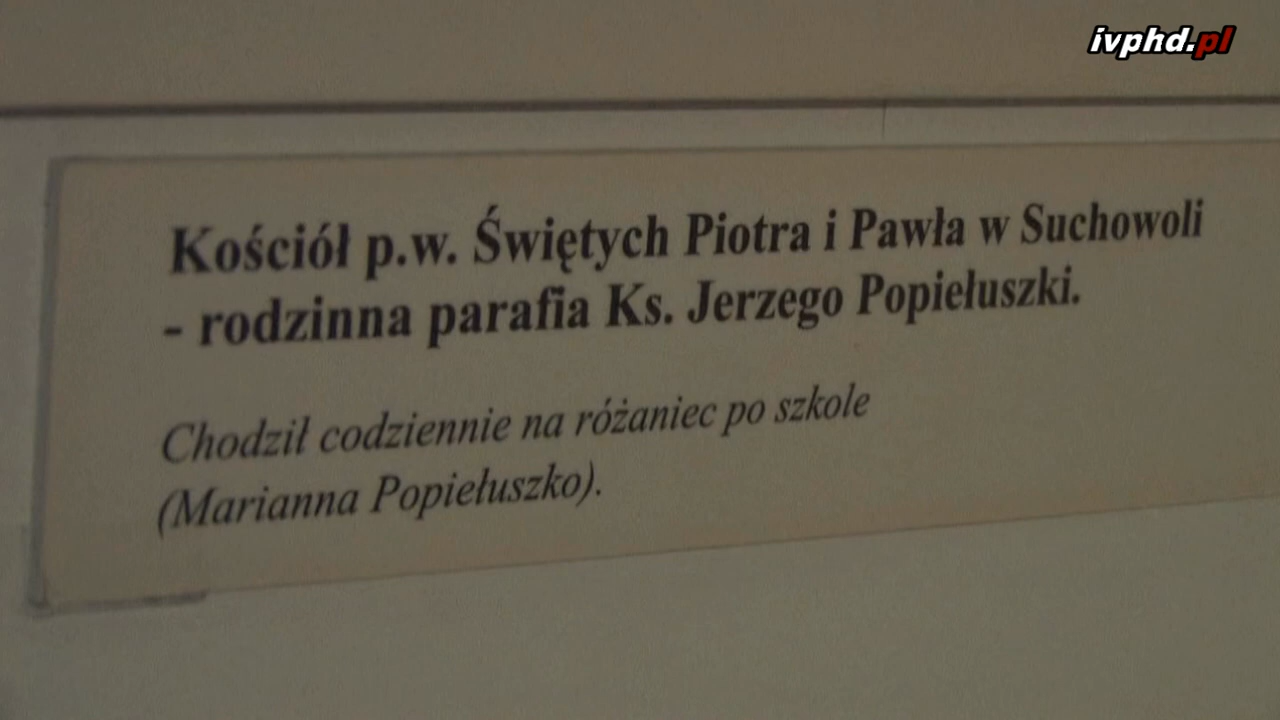 ivphd.pl
Kościół p.w. Świętych Piotra i Pawła w Suchowoli
- rodzinna parafia Ks. Jerzego Popiełuszki.
Chodził codziennie na różaniec po szkole
(Marianna Popiełuszko).